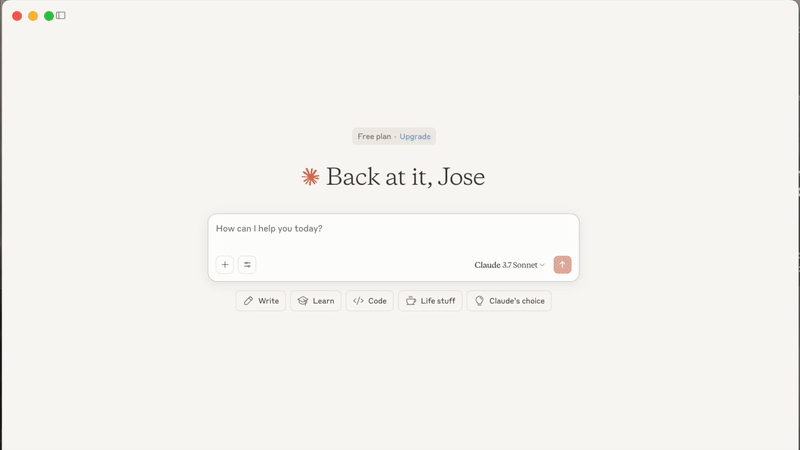 Free plan · Upgrade
Back at it, Jose
How can I help you today?
Claude 3.7 Sonnet
Write
Learn
Code
Life stuff
Claude's choice